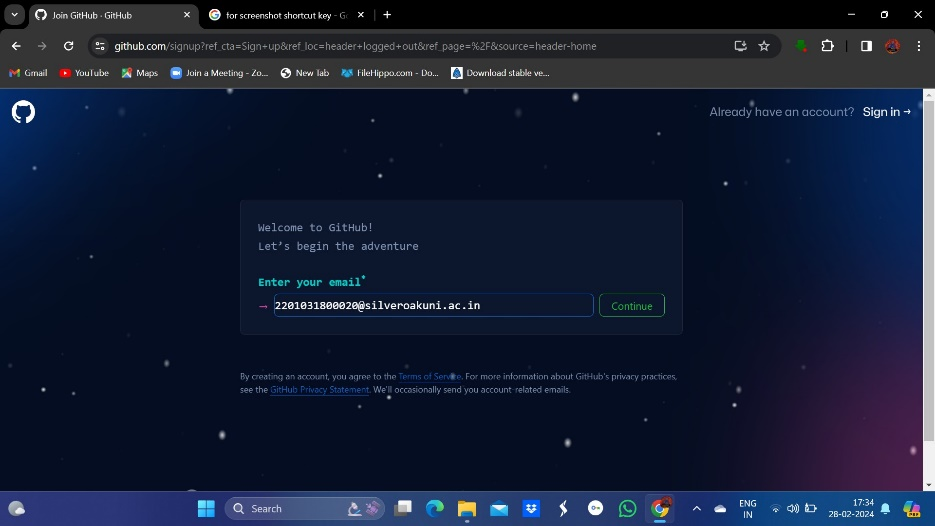 Join GitHub · GitHub
for screenshot shortcut key - G
github.com/signup?ref_cta=Sign+up&ref_loc=header+logged+out&ref_page=%2F&source=header-home
Gmail YouTube Maps Join a Meeting - Zo... New Tab FileHippo.com - Do... Download stable ve...
Already have an account? Sign in →
Welcome to GitHub!
Let's begin the adventure
Enter your email*
→ 2201031800020@silveroakuni.ac.in Continue
By creating an account, you agree to the Terms of Service. For more information about GitHub's privacy practices,
see the GitHub Privacy Statement. We'll occasionally send you account-related emails.
Search
ENG
IN
17:34
28-02-2024